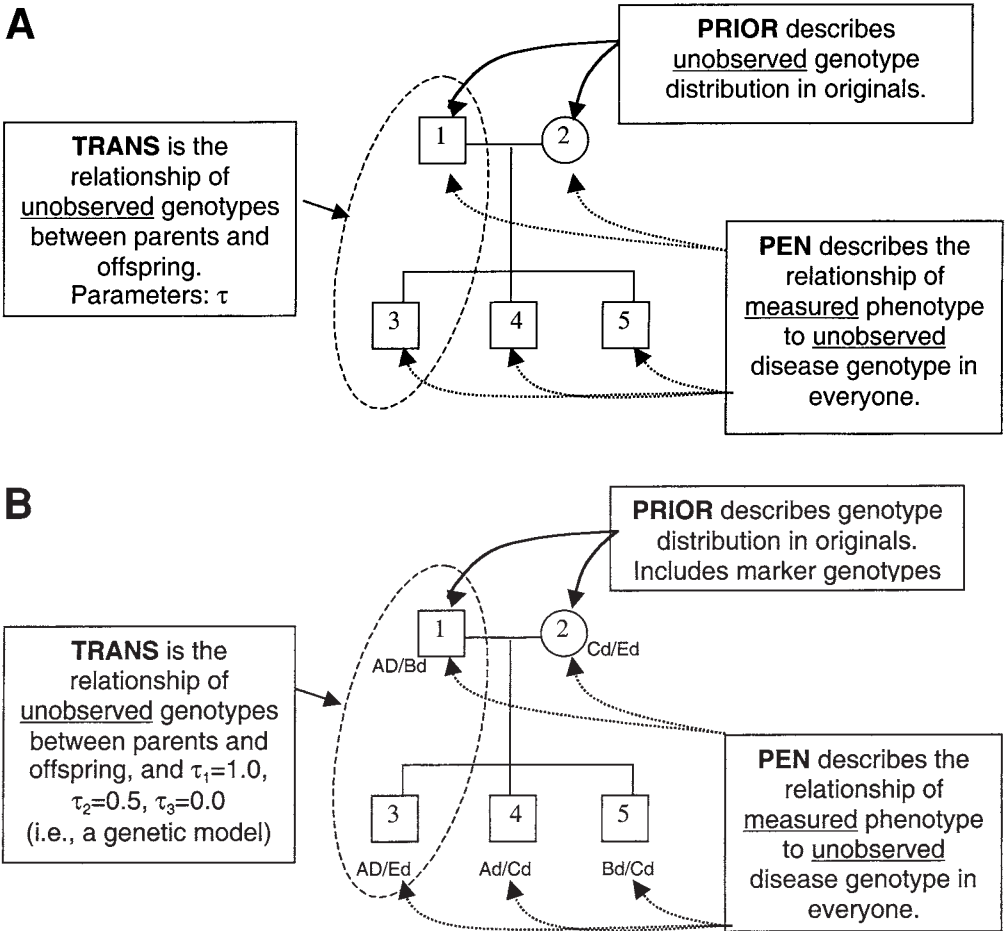 A
PRIOR describes
unobserved genotype
distribution in originals.
TRANS is the
relationship of
unobserved genotypes
between parents and
offspring.
Parameters: τ
1
2
PEN describes the
relationship of
measured phenotype
to unobserved
disease genotype in
everyone.
3
4
5
B
PRIOR describes genotype
distribution in originals.
Includes marker genotypes
TRANS is the
relationship of
unobserved genotypes
between parents and
offspring, and τ₁=1.0,
τ₂=0.5, τ₃=0.0
(i.e., a genetic model)
1
2
AD/Bd
Cd/Ed
PEN describes the
relationship of
measured phenotype
to unobserved
disease genotype in
everyone.
3
4
5
AD/Ed
Ad/Cd
Bd/Cd